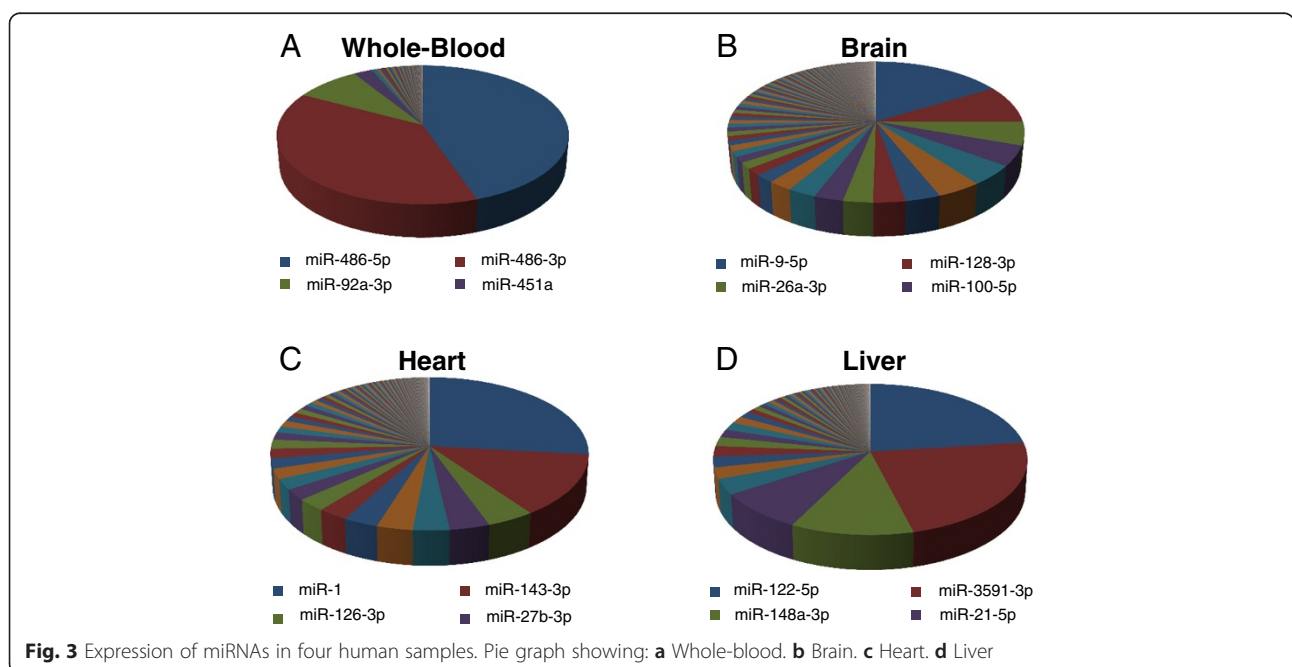 A Whole-Blood
miR-486-5p miR-486-3p
miR-92a-3p miR-451a
B Brain
miR-9-5p miR-128-3p
miR-26a-3p miR-100-5p
C Heart
miR-1 miR-143-3p
miR-126-3p miR-27b-3p
D Liver
miR-122-5p miR-3591-3p
miR-148a-3p miR-21-5p
Fig. 3 Expression of miRNAs in four human samples. Pie graph showing: a Whole-blood. b Brain. c Heart. d Liver